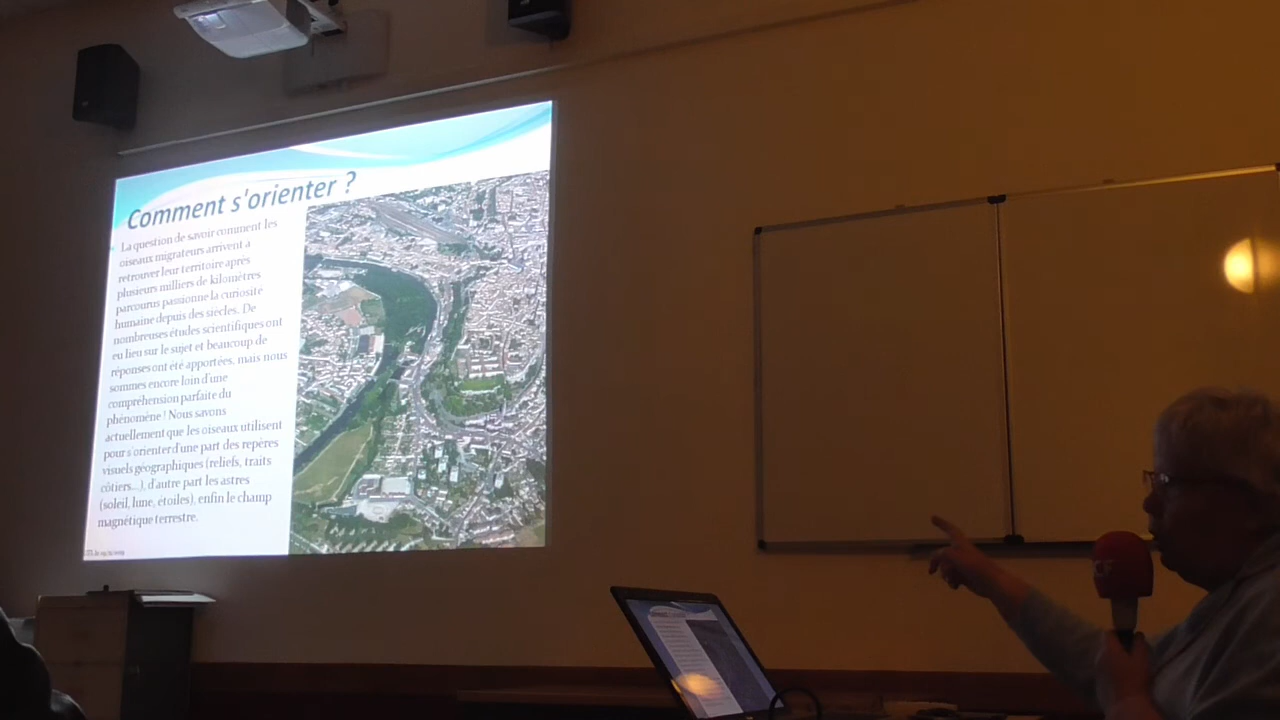 Comment s'orienter ?
La question de savoir comment les
oiseaux migrateurs arrivent à
retrouver leur territoire après
plusieurs milliers de kilomètres
parcourus passionne la curiosité
humaine depuis des siècles. De
nombreuses études scientifiques ont
eu lieu sur le sujet et beaucoup de
réponses ont été apportées, mais nous
sommes encore loin d'une
compréhension parfaite du
phénomène ! Nous savons
actuellement que les oiseaux utilisent
pour s'orienter d'une part des repères
visuels géographiques (reliefs, traits
côtiers...), d'autre part les astres
(soleil, lune, étoiles), enfin le champ
magnétique terrestre.